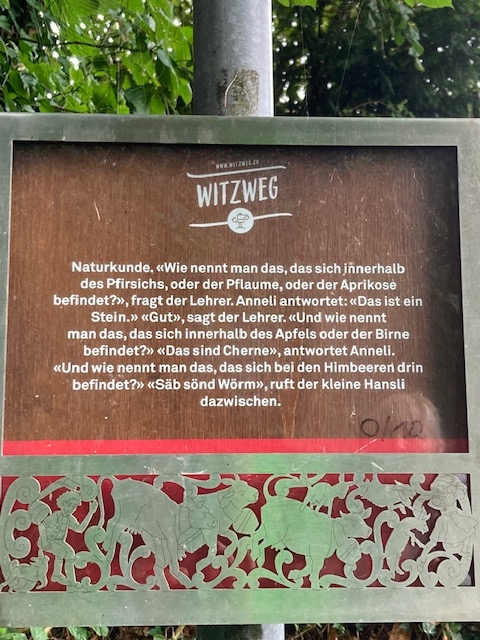 WWW.WITZWEG.CH
WITZWEG
Naturkunde. «Wie nennt man das, das sich innerhalb
des Pfirsichs, oder der Pflaume, oder der Aprikose
befindet?», fragt der Lehrer. Anneli antwortet: «Das ist ein
Stein.» «Gut», sagt der Lehrer. «Und wie nennt
man das, das sich innerhalb des Apfels oder der Birne
befindet?» «Das sind Cherne», antwortet Anneli.
«Und wie nennt man das, das sich bei den Himbeeren drin
befindet?» «Säb sönd Wörm», ruft der kleine Hansli
dazwischen.
0/10